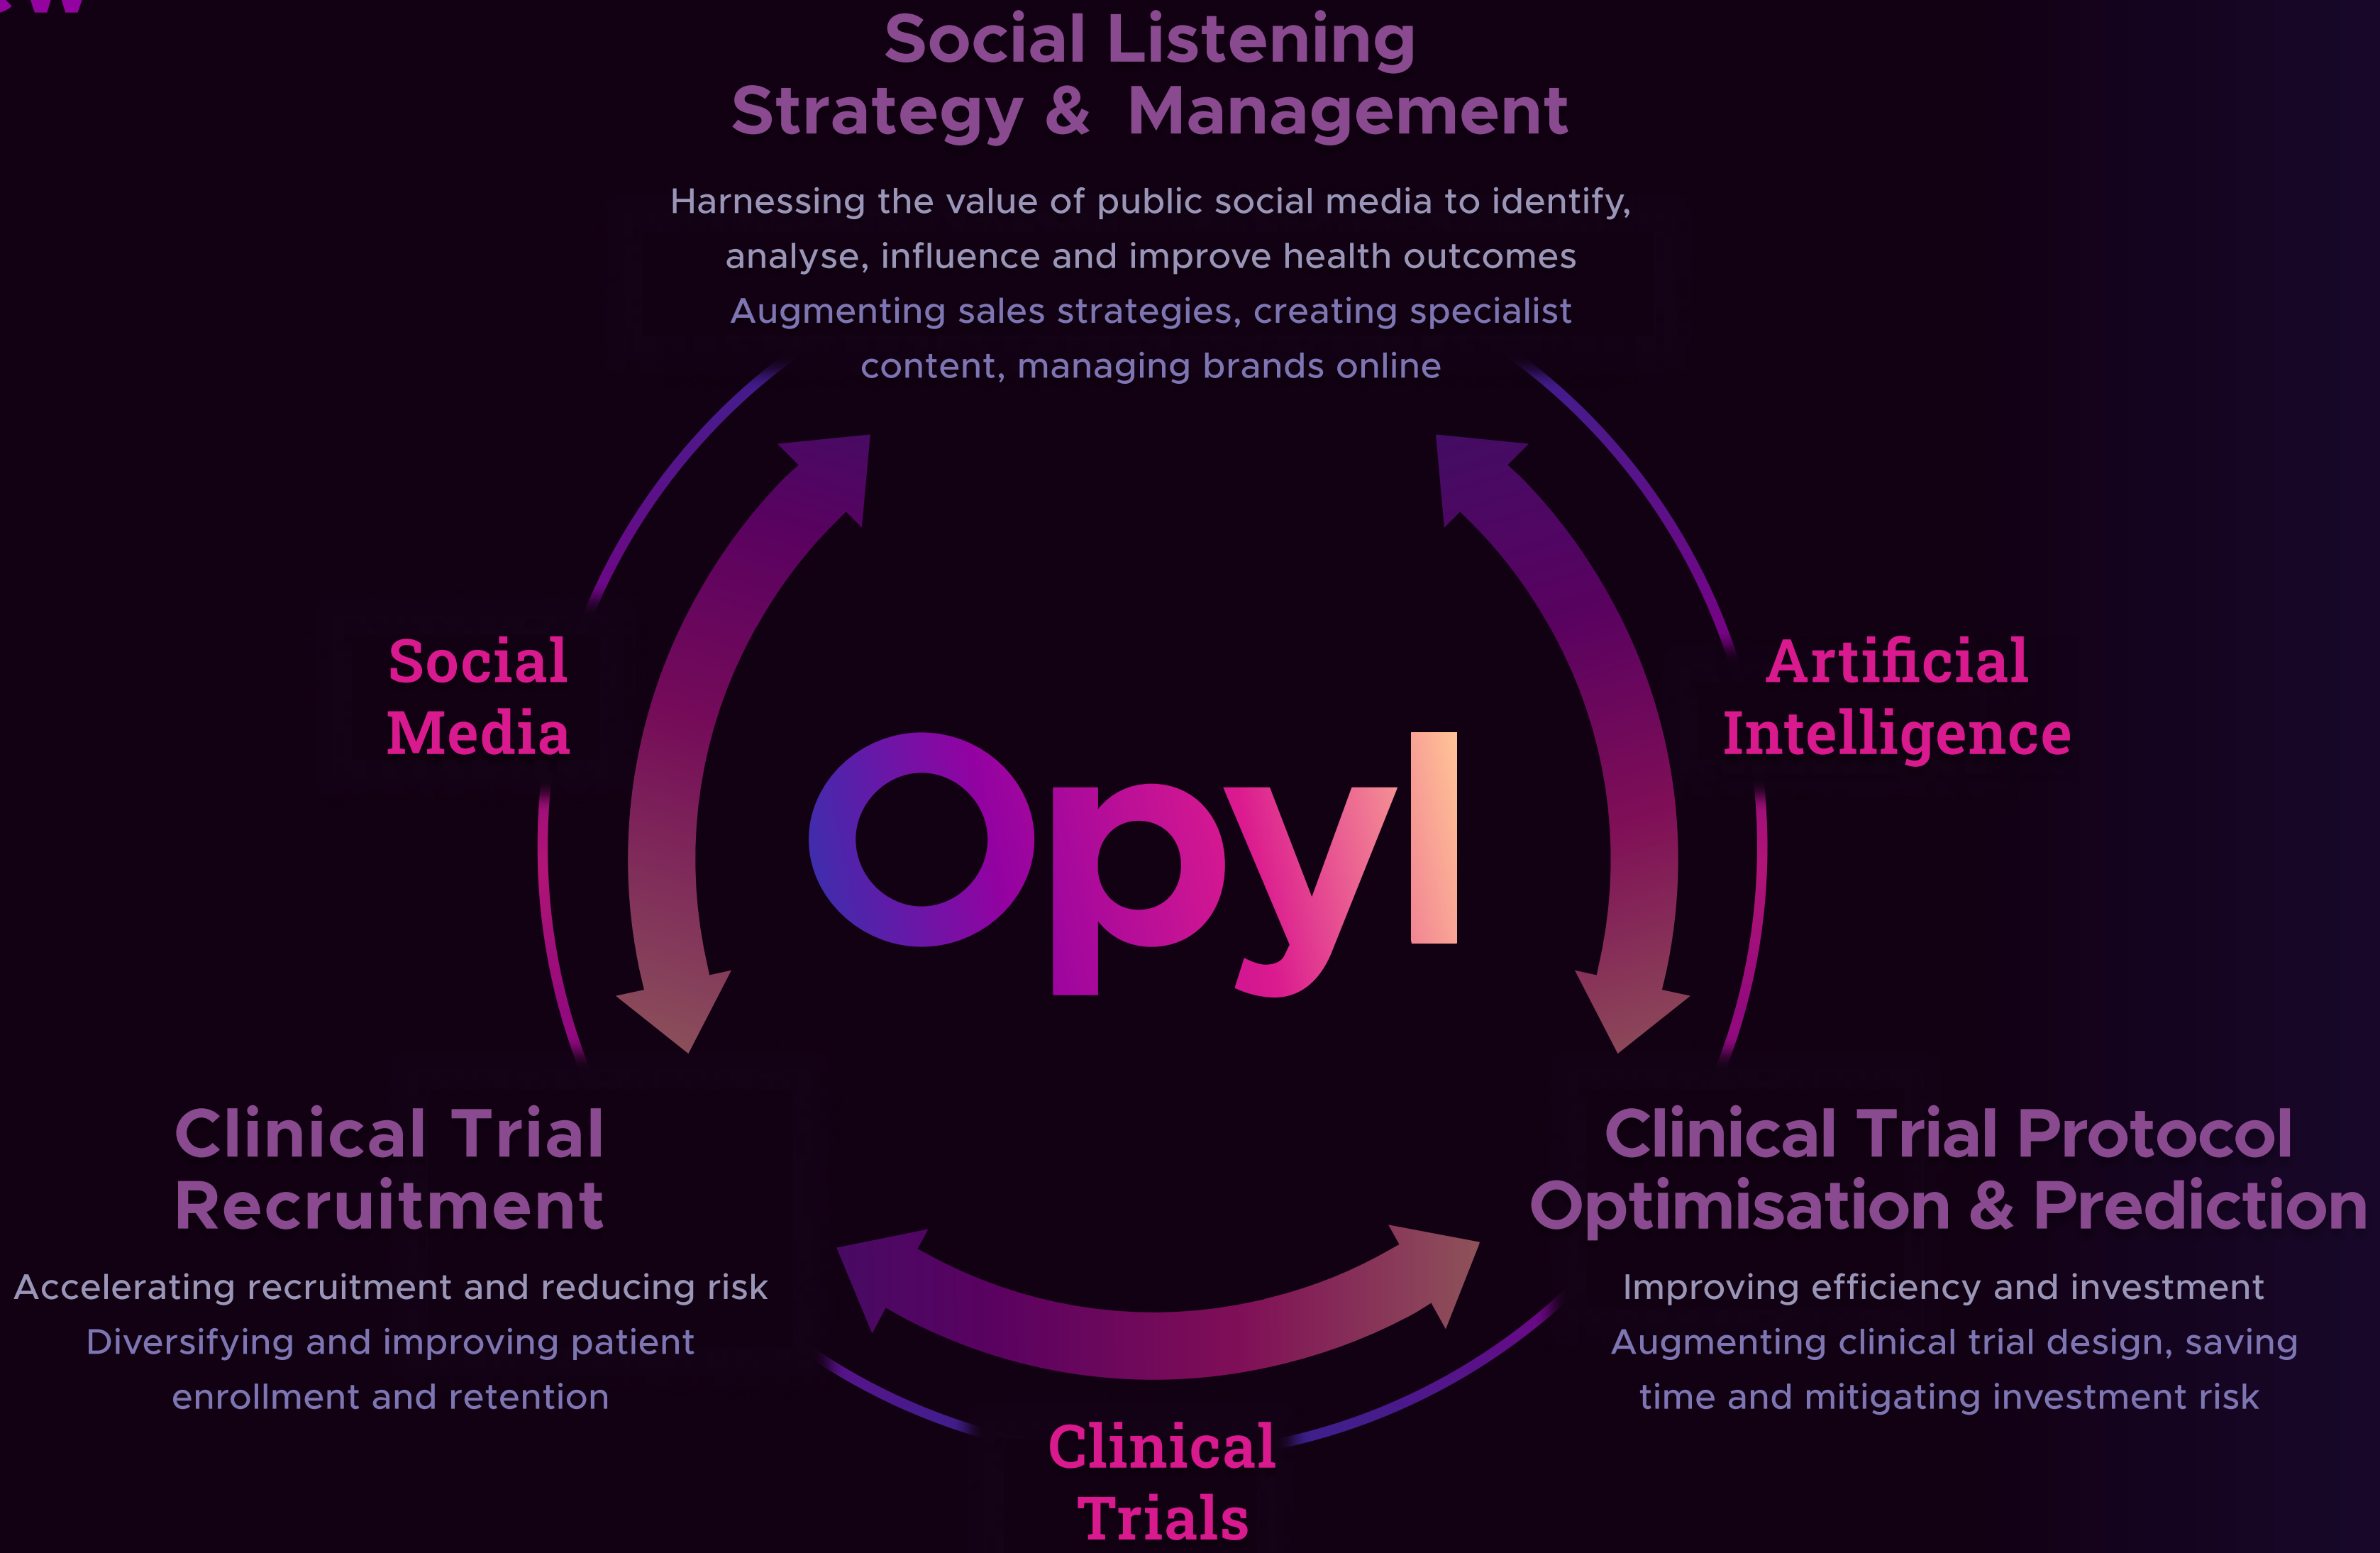 Social Listening
Strategy & Management
Harnessing the value of public social media to identify,
analyse, influence and improve health outcomes
Augmenting sales strategies, creating specialist
content, managing brands online
Social
Media
Artificial
Intelligence
Opyl
Clinical Trial
Recruitment
Accelerating recruitment and reducing risk
Diversifying and improving patient
enrollment and retention
Clinical Trial Protocol
Optimisation & Prediction
Improving efficiency and investment
Augmenting clinical trial design, saving
time and mitigating investment risk
Clinical
Trials